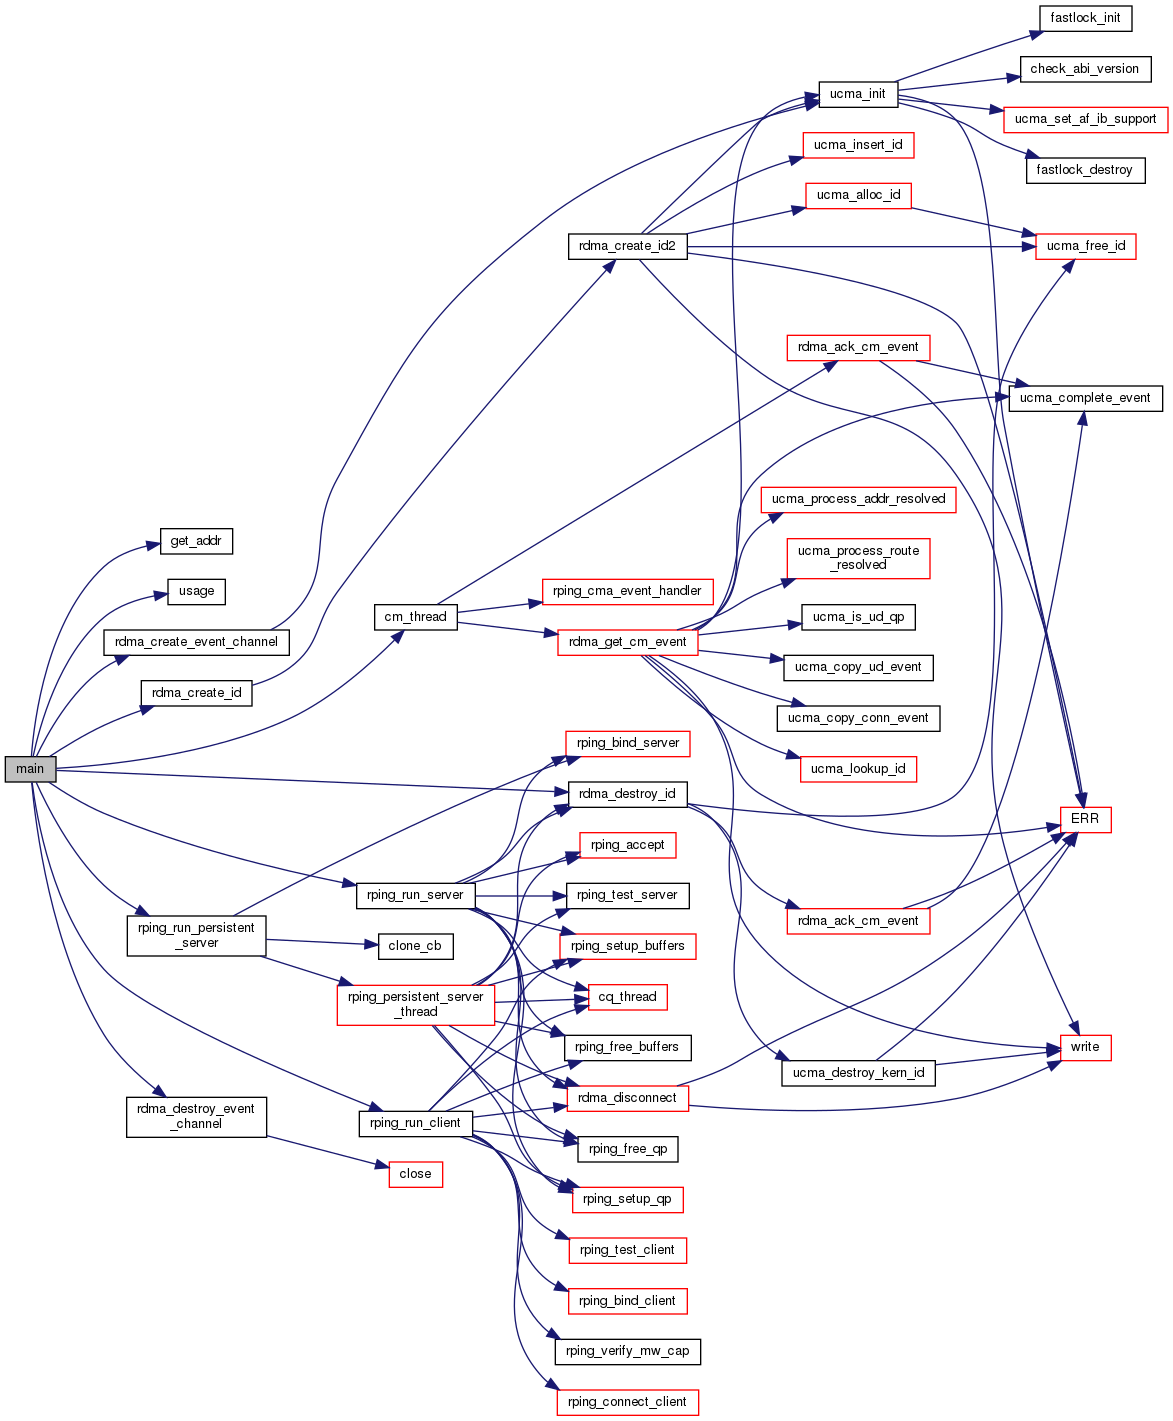 fastlock_init
check_abi_version
ucma_init
ucma_set_af_ib_support
ucma_insert_id
fastlock_destroy
ucma_alloc_id
rdma_create_id2
ucma_free_id
rdma_ack_cm_event
ucma_complete_event
ucma_process_addr_resolved
get_addr
ucma_process_route
_resolved
usage
rping_cma_event_handler
cm_thread
ucma_is_ud_qp
rdma_create_event_channel
rdma_get_cm_event
ucma_copy_ud_event
rdma_create_id
ucma_copy_conn_event
rping_bind_server
main
ucma_lookup_id
rdma_destroy_id
ERR
rping_accept
rping_run_server
rping_test_server
rdma_ack_cm_event
rping_run_persistent
_server
clone_cb
rping_setup_buffers
rping_persistent_server
_thread
cq_thread
rping_free_buffers
write
ucma_destroy_kern_id
rdma_disconnect
rdma_destroy_event
_channel
rping_run_client
rping_free_qp
close
rping_setup_qp
rping_test_client
rping_bind_client
rping_verify_mw_cap
rping_connect_client